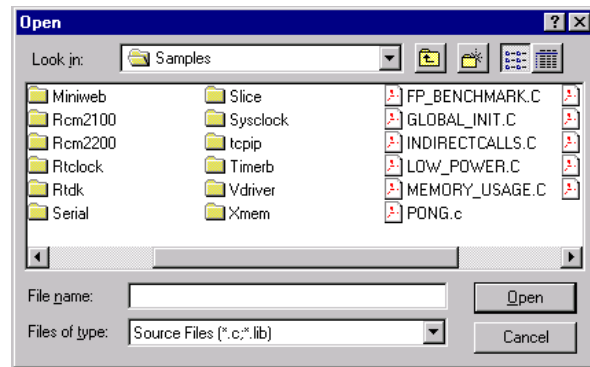 Open
Look in: Samples
Miniweb Slice FP_BENCHMARK.C
Rcm2100 Sysclock GLOBAL_INIT.C
Rcm2200 tcpip INDIRECTCALLS.C
Rtclock Timerb LOW_POWER.C
Rtdk Vdriver MEMORY_USAGE.C
Serial Xmem PONG.c
File name: Open
Files of type: Source Files (*.c;*.lib) Cancel